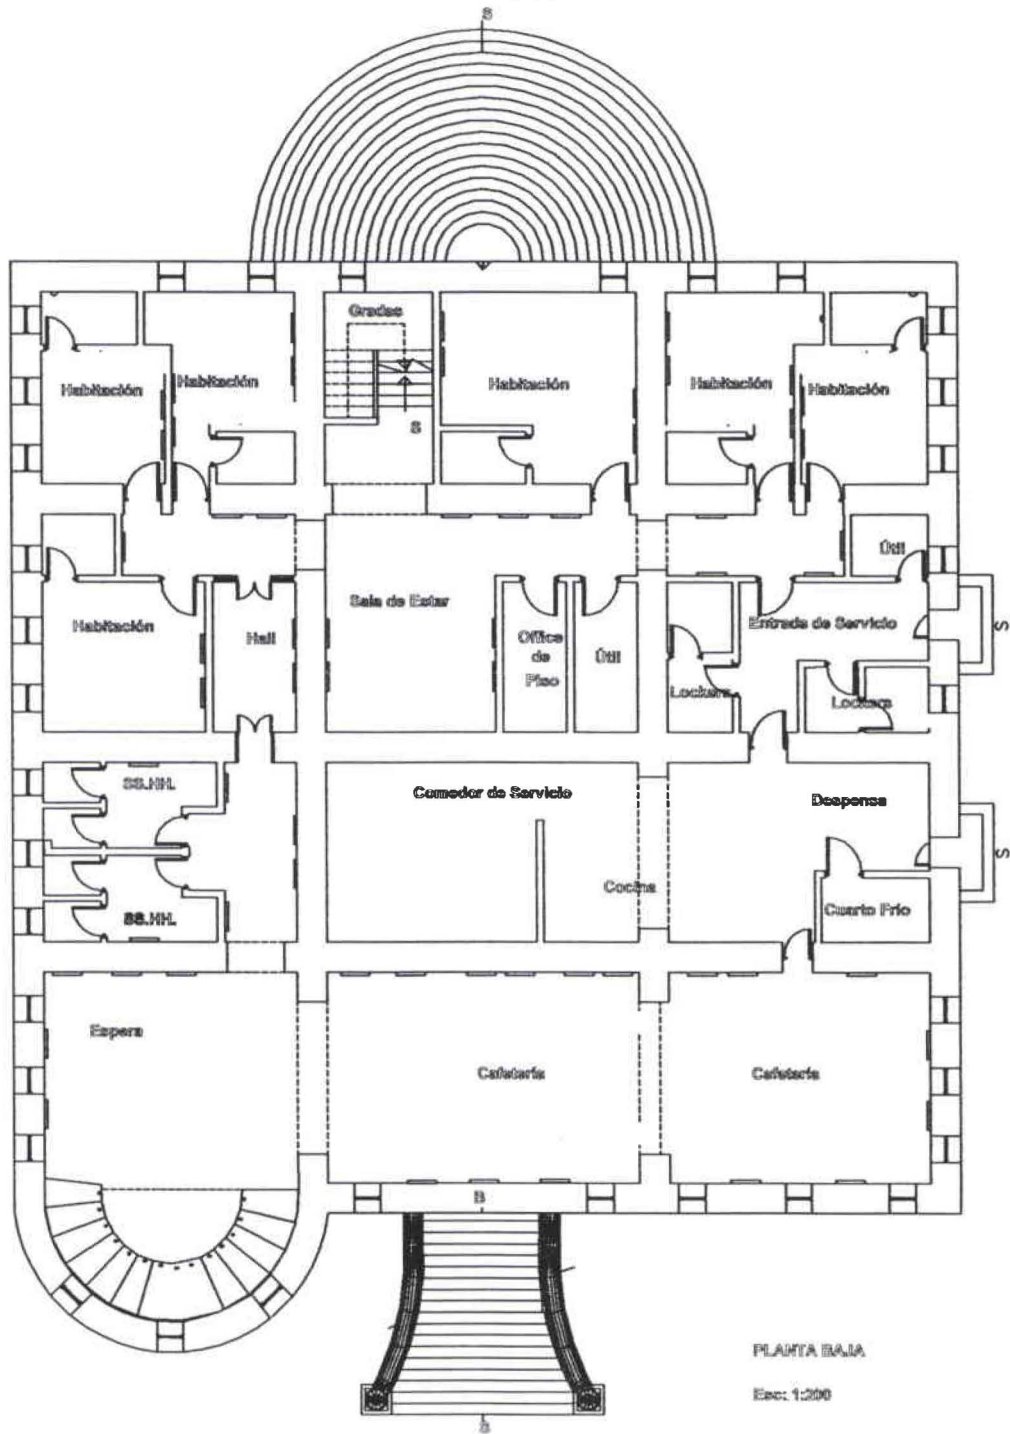 S
Gradas
Habitación
Habitación
Habitación
Habitación
Habitación
S
Útil
Sala de Estar
Habitación
Hall
Office
de
Piso
Útil
Entrada de Servicio
S
Lockers
Lockers
SS.HH.
Comedor de Servicio
Despensa
S
Cocina
SS.HH.
Cuarto Frío
Espera
Cafetería
Cafetería
B
PLANTA BAJA
Esc: 1:200
S